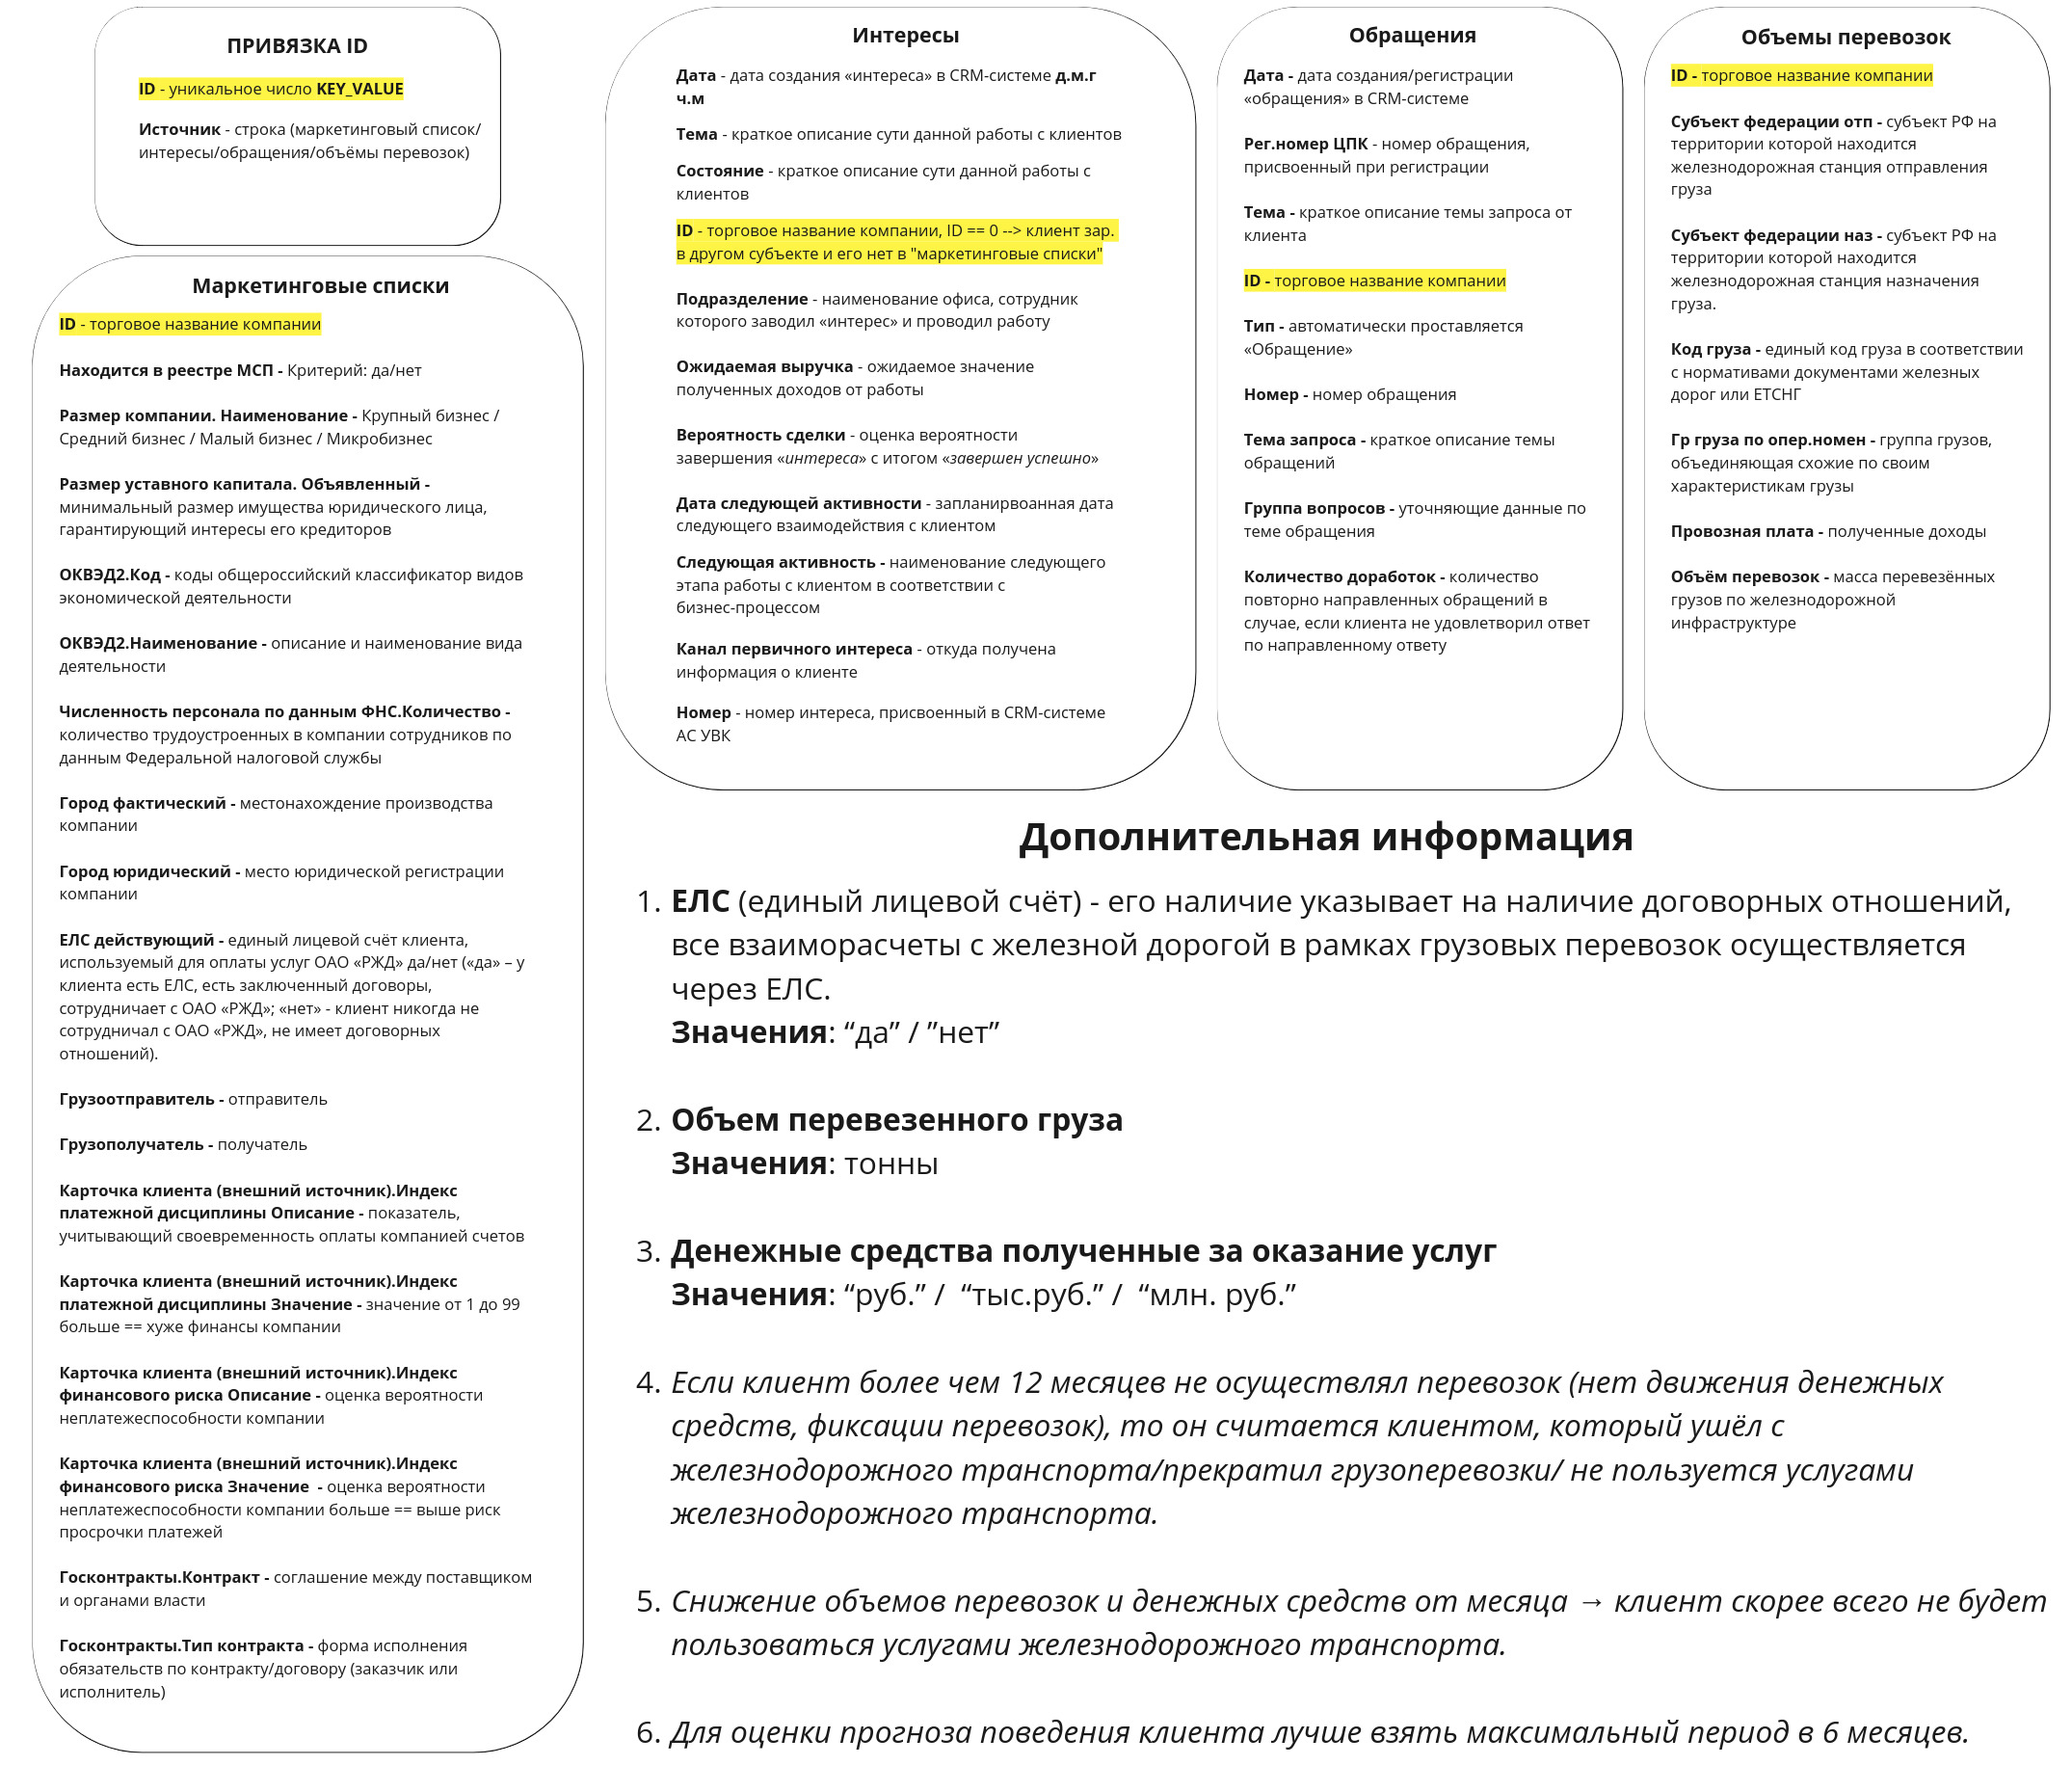 ПРИВЯЗКА ID
ID - уникальное число KEY_VALUE
Источник - строка (маркетинговый список/
интересы/обращения/объёмы перевозок)
Маркетинговые списки
ID - торговое название компании
Находится в реестре МСП - Критерий: да/нет
Размер компании. Наименование - Крупный бизнес /
Средний бизнес / Малый бизнес / Микробизнес
Размер уставного капитала. Объявленный -
минимальный размер имущества юридического лица,
гарантирующий интересы его кредиторов
ОКВЭД2.Код - коды общероссийский классификатор видов
экономической деятельности
ОКВЭД2.Наименование - описание и наименование вида
деятельности
Численность персонала по данным ФНС.Количество -
количество трудоустроенных в компании сотрудников по
данным Федеральной налоговой службы
Город фактический - местонахождение производства
компании
Город юридический - место юридической регистрации
компании
ЕЛС действующий - единый лицевой счёт клиента,
используемый для оплаты услуг ОАО «РЖД» да/нет («да» – у
клиента есть ЕЛС, есть заключенный договоры,
сотрудничает с ОАО «РЖД»; «нет» - клиент никогда не
сотрудничал с ОАО «РЖД», не имеет договорных
отношений).
Грузоотправитель - отправитель
Грузополучатель - получатель
Карточка клиента (внешний источник).Индекс
платежной дисциплины Описание - показатель,
учитывающий своевременность оплаты компанией счетов
Карточка клиента (внешний источник).Индекс
платежной дисциплины Значение - значение от 1 до 99
больше == хуже финансы компании
Карточка клиента (внешний источник).Индекс
финансового риска Описание - оценка вероятности
неплатежеспособности компании
Карточка клиента (внешний источник).Индекс
финансового риска Значение - оценка вероятности
неплатежеспособности компании больше == выше риск
просрочки платежей
Госконтракты.Контракт - соглашение между поставщиком
и органами власти
Госконтракты.Тип контракта - форма исполнения
обязательств по контракту/договору (заказчик или
исполнитель)
Интересы
Дата - дата создания «интереса» в CRM-системе д.м.г
ч.м
Тема - краткое описание сути данной работы с клиентов
Состояние - краткое описание сути данной работы с
клиентов
ID - торговое название компании, ID == 0 --> клиент зар.
в другом субъекте и его нет в "маркетинговые списки"
Подразделение - наименование офиса, сотрудник
которого заводил «интерес» и проводил работу
Ожидаемая выручка - ожидаемое значение
полученных доходов от работы
Вероятность сделки - оценка вероятности
завершения «интереса» с итогом «завершен успешно»
Дата следующей активности - запланирвоанная дата
следующего взаимодействия с клиентом
Следующая активность - наименование следующего
этапа работы с клиентом в соответствии с
бизнес-процессом
Канал первичного интереса - откуда получена
информация о клиенте
Номер - номер интереса, присвоенный в CRM-системе
АС УВК
Обращения
Дата - дата создания/регистрации
«обращения» в CRM-системе
Рег.номер ЦПК - номер обращения,
присвоенный при регистрации
Тема - краткое описание темы запроса от
клиента
ID - торговое название компании
Тип - автоматически проставляется
«Обращение»
Номер - номер обращения
Тема запроса - краткое описание темы
обращений
Группа вопросов - уточняющие данные по
теме обращения
Количество доработок - количество
повторно направленных обращений в
случае, если клиента не удовлетворил ответ
по направленному ответу
Объемы перевозок
ID - торговое название компании
Субъект федерации отп - субъект РФ на
территории которой находится
железнодорожная станция отправления
груза
Субъект федерации наз - субъект РФ на
территории которой находится
железнодорожная станция назначения
груза.
Код груза - единый код груза в соответствии
с нормативами документами железных
дорог или ЕТСНГ
Гр груза по опер.номен - группа грузов,
объединяющая схожие по своим
характеристикам грузы
Провозная плата - полученные доходы
Объём перевозок - масса перевезённых
грузов по железнодорожной
инфраструктуре
Дополнительная информация
1. ЕЛС (единый лицевой счёт) - его наличие указывает на наличие договорных отношений,
все взаиморасчеты с железной дорогой в рамках грузовых перевозок осуществляется
через ЕЛС.
Значения: “да” / ”нет”
2. Объем перевезенного груза
Значения: тонны
3. Денежные средства полученные за оказание услуг
Значения: “руб.” / “тыс.руб.” / “млн. руб.”
4. Если клиент более чем 12 месяцев не осуществлял перевозок (нет движения денежных
средств, фиксации перевозок), то он считается клиентом, который ушёл с
железнодорожного транспорта/прекратил грузоперевозки/ не пользуется услугами
железнодорожного транспорта.
5. Снижение объемов перевозок и денежных средств от месяца → клиент скорее всего не будет
пользоваться услугами железнодорожного транспорта.
6. Для оценки прогноза поведения клиента лучше взять максимальный период в 6 месяцев.